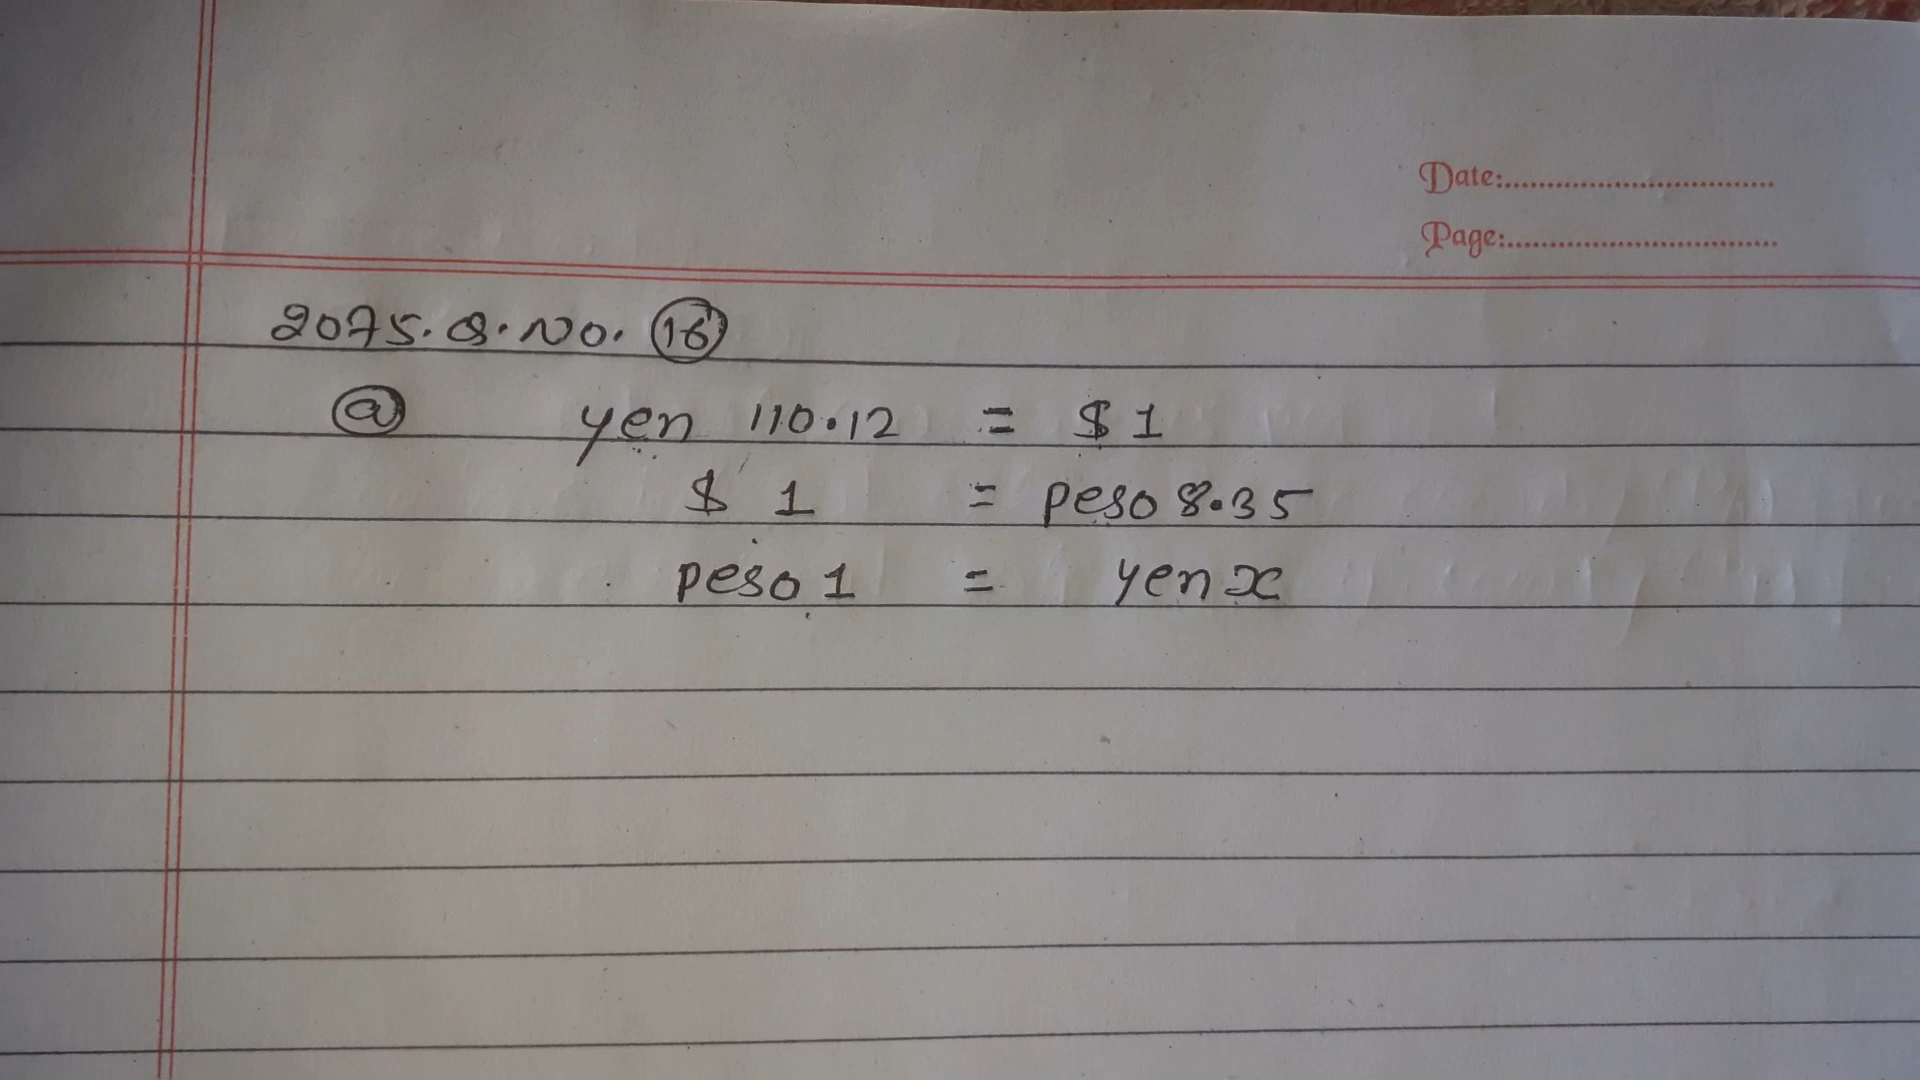 Date:
Page:
2075. Q. No. 16
a yen 110.12 = $ 1
$ 1 = peso 8.35
peso 1 = yen x